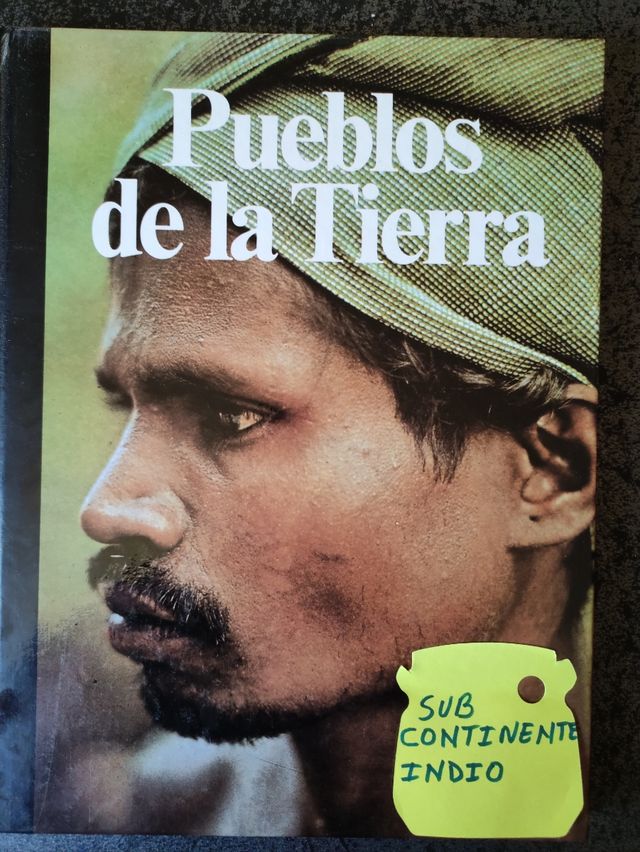 Pueblos
de la Tierra
SUB
CONTINENTE
INDIO